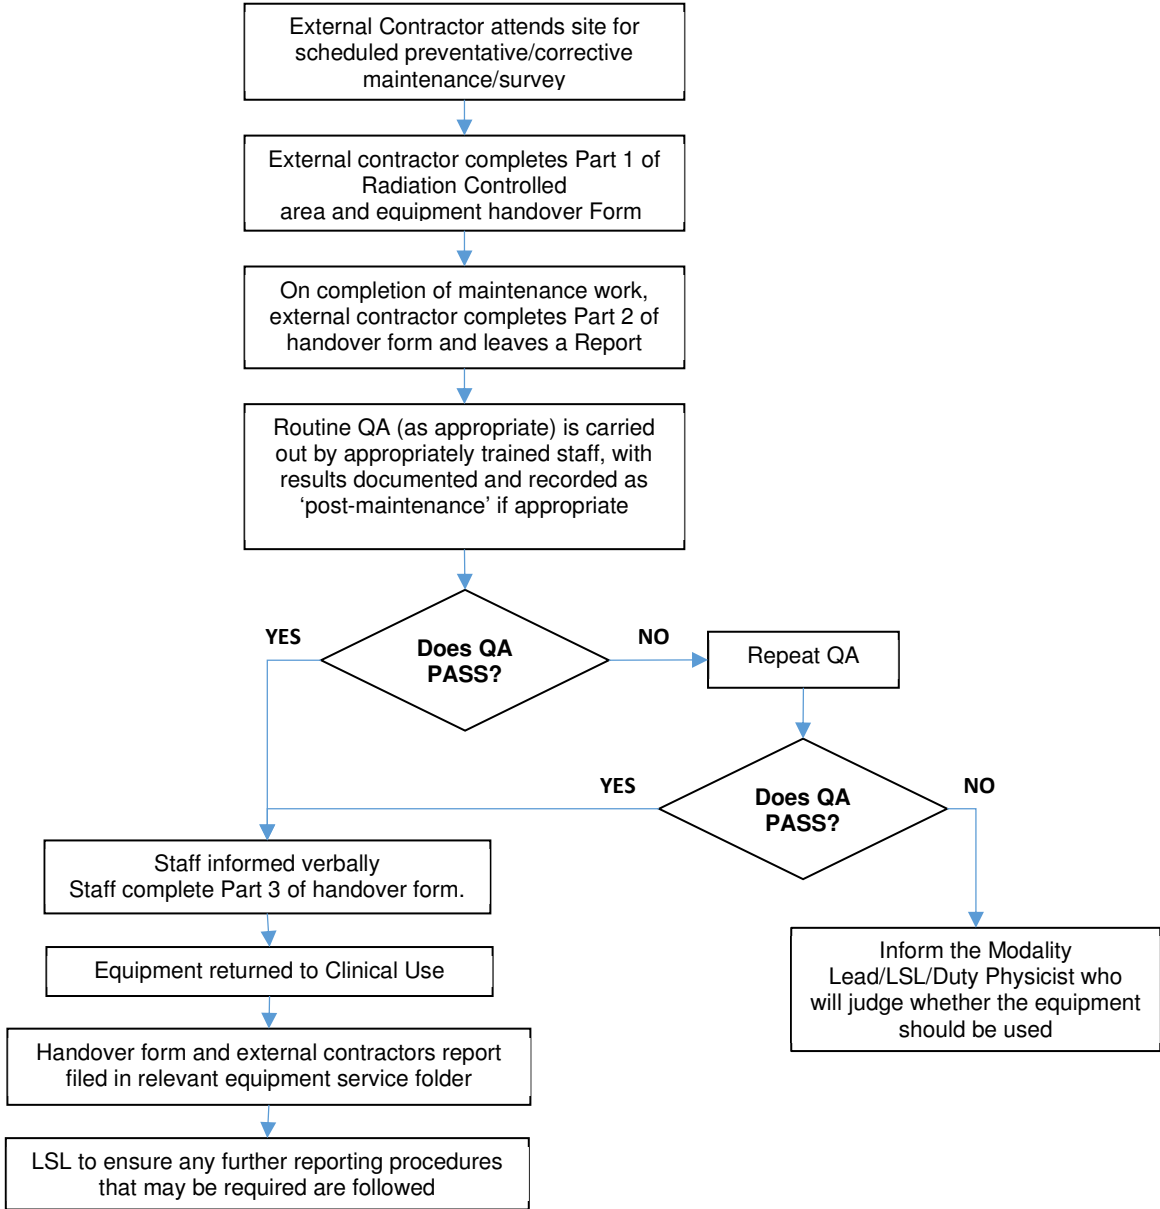 External Contractor attends site for
scheduled preventative/corrective
maintenance/survey
External contractor completes Part 1 of
Radiation Controlled
area and equipment handover Form
On completion of maintenance work,
external contractor completes Part 2 of
handover form and leaves a Report
Routine QA (as appropriate) is carried
out by appropriately trained staff, with
results documented and recorded as
‘post-maintenance’ if appropriate
YES
Does QA
PASS?
NO
Repeat QA
YES
Does QA
PASS?
NO
Staff informed verbally
Staff complete Part 3 of handover form.
Equipment returned to Clinical Use
Inform the Modality
Lead/LSL/Duty Physicist who
will judge whether the equipment
should be used
Handover form and external contractors report
filed in relevant equipment service folder
LSL to ensure any further reporting procedures
that may be required are followed